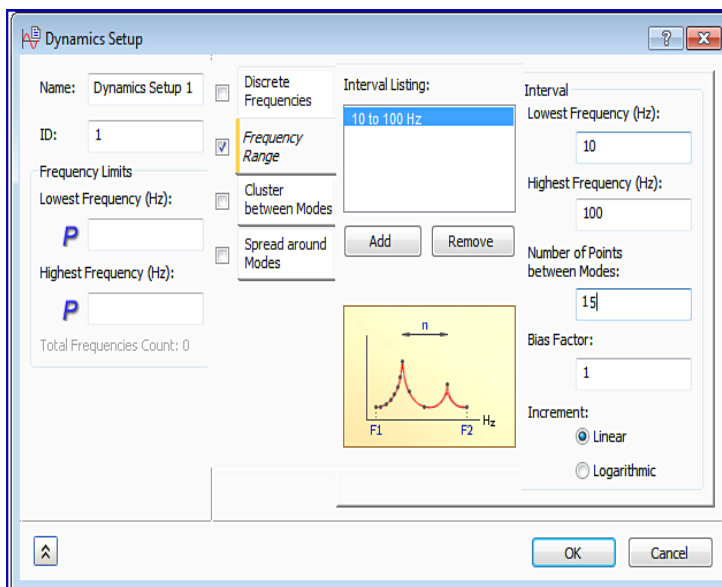 Dynamics Setup
?
Name:
Dynamics Setup 1
ID:
1
Frequency Limits
Lowest Frequency (Hz):
P
Highest Frequency (Hz):
P
Total Frequencies Count: 0
Discrete
Frequencies
Frequency
Range
Cluster
between Modes
Spread around
Modes
Interval Listing:
10 to 100 Hz
Add
Remove
n
F1
F2
Hz
Interval
Lowest Frequency (Hz):
10
Highest Frequency (Hz):
100
Number of Points
between Modes:
15
Bias Factor:
1
Increment:
Linear
Logarithmic
OK
Cancel